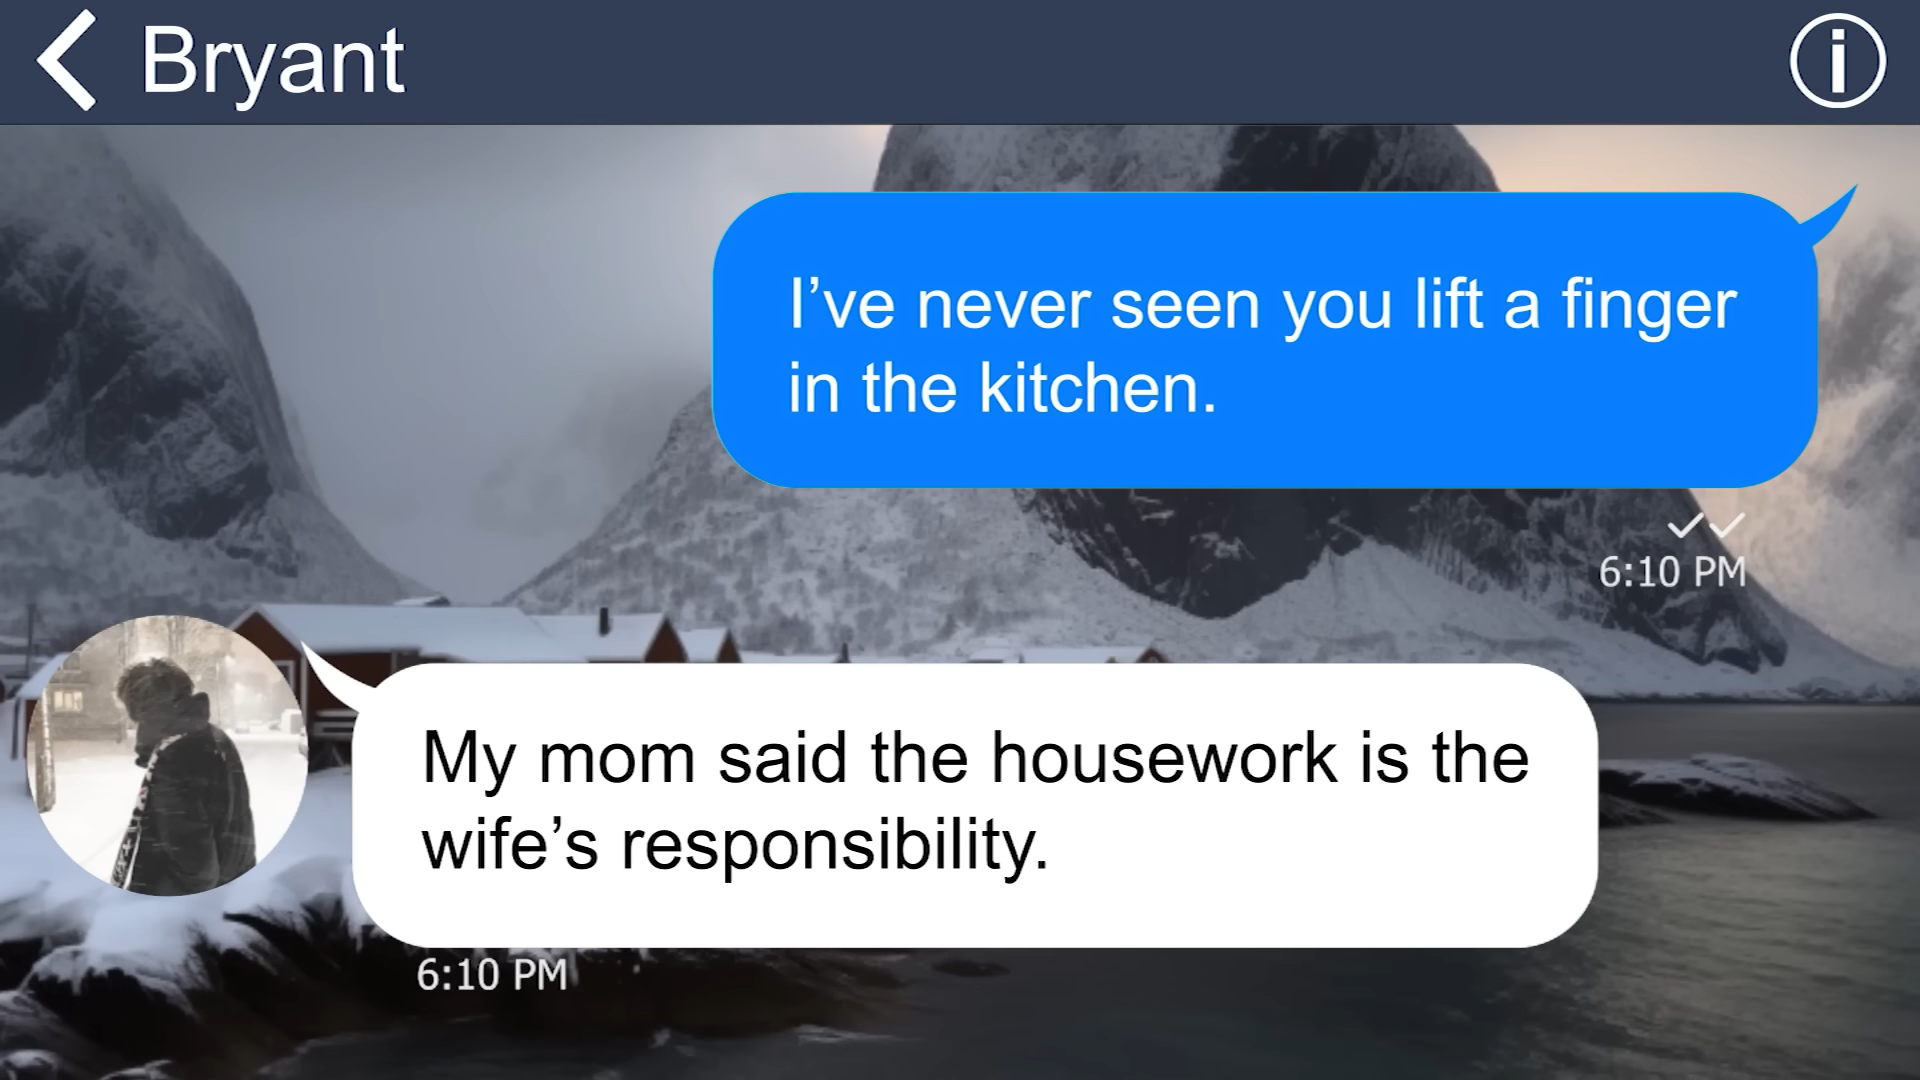 Bryant
I’ve never seen you lift a finger
in the kitchen.
6:10 PM
My mom said the housework is the
wife’s responsibility.
6:10 PM